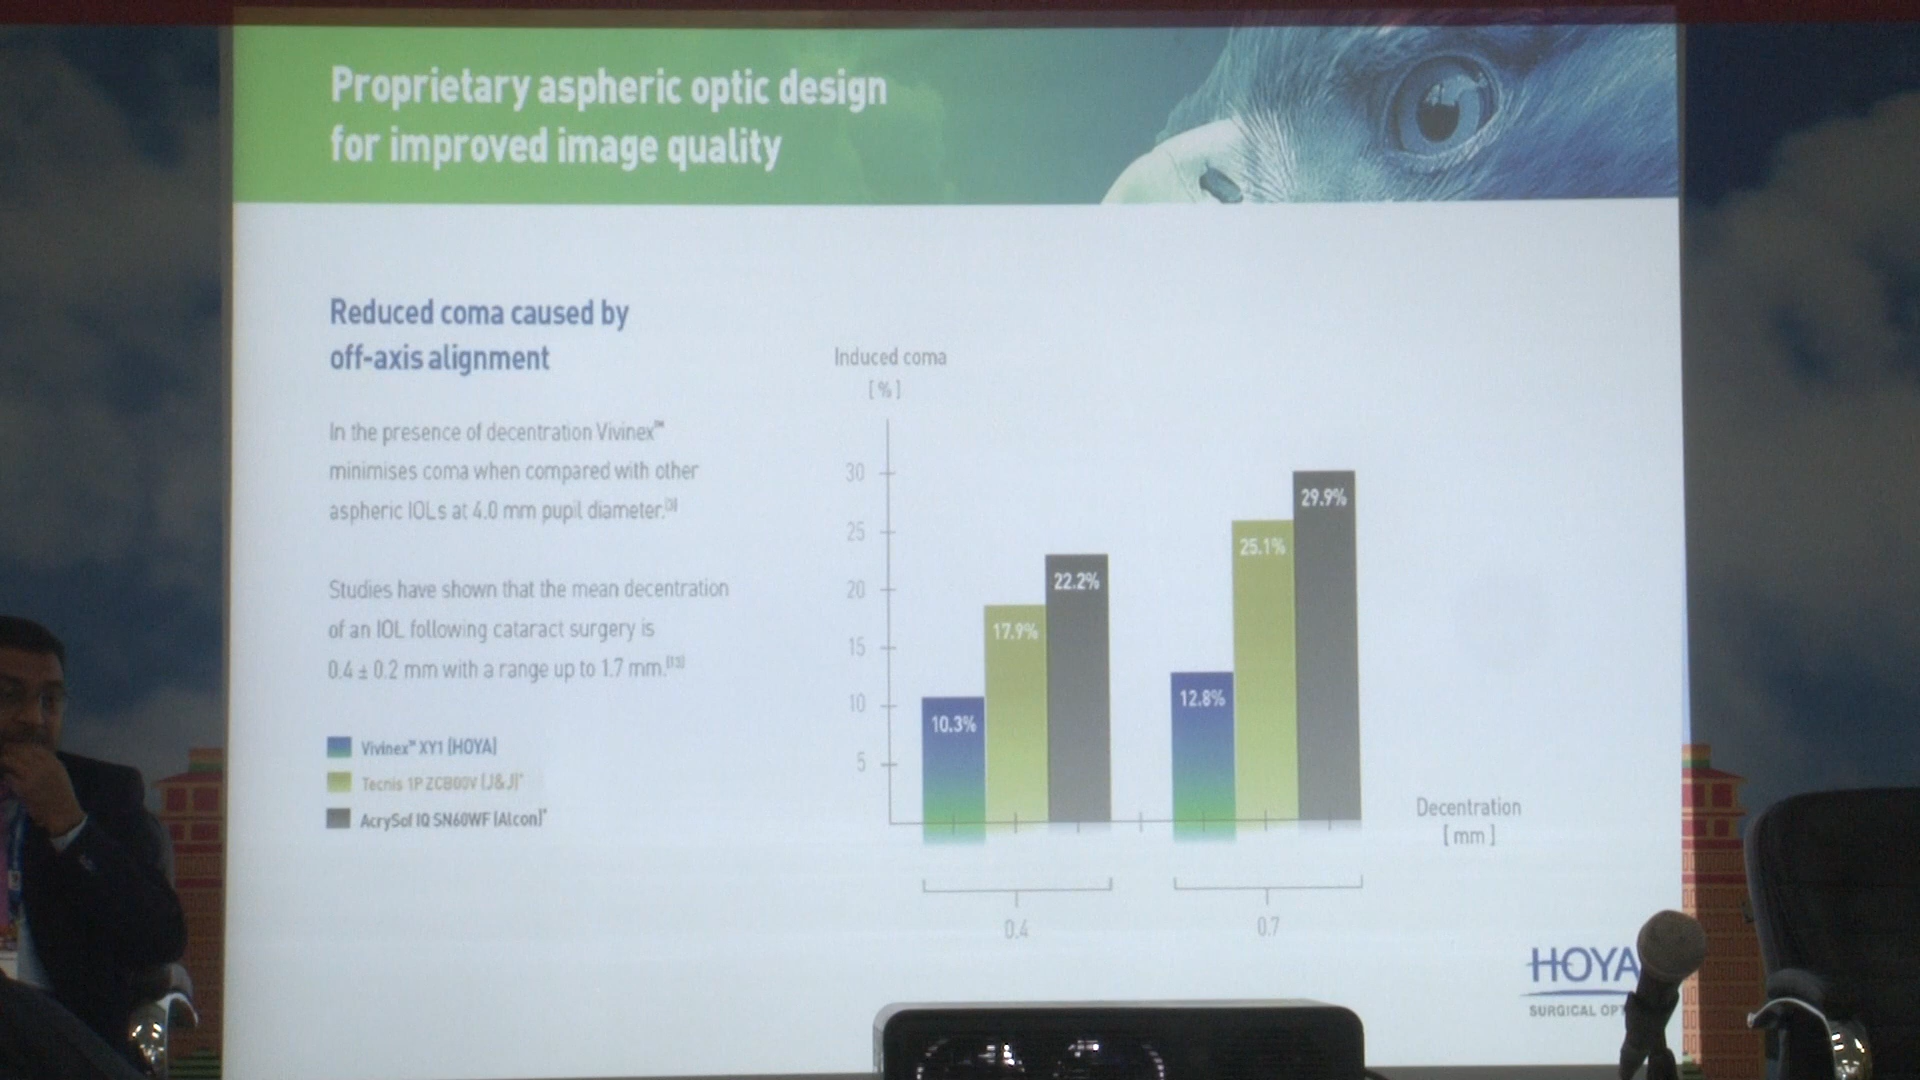 Proprietary aspheric optic design
for improved image quality
Reduced coma caused by
off-axis alignment
In the presence of decentration Vivinex™
minimises coma when compared with other
aspheric IOLs at 4.0 mm pupil diameter.
Studies have shown that the mean decentration
of an IOL following cataract surgery is
0.4 ± 0.2 mm with a range up to 1.7 mm.[13]
Vivinex™ XY1 (HOYA)
Tecnis 1P ZCB00V (J&J)*
AcrySof IQ SN60WF (Alcon)*
Induced coma
[ % ]
30
25
20
15
10
5
10.3%
17.9%
22.2%
12.8%
25.1%
29.9%
Decentration
[ mm ]
0.4
0.7
HOYA
SURGICAL OPT